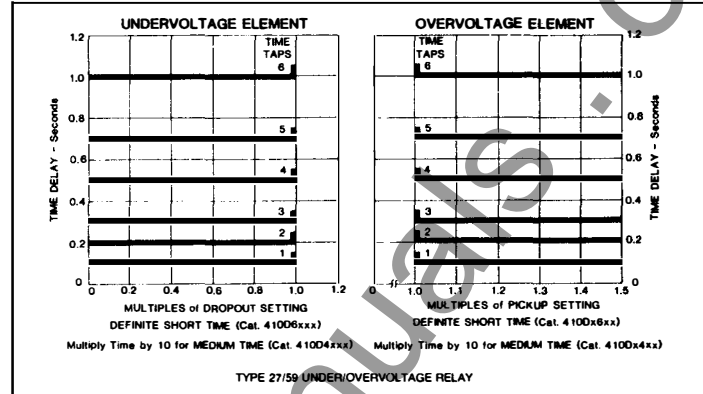 UNDERVOLTAGE ELEMENT
1.2
1.0
0.8
0.6
0.4
0.2
0
TIME DELAY - Seconds
TIME
TAPS
6
5
4
3
2
1
0 0.2 0.4 0.6 0.8 1.0 1.2
MULTIPLES of DROPOUT SETTING
DEFINITE SHORT TIME (Cat. 410D6xxx)
Multiply Time by 10 for MEDIUM TIME (Cat. 410D4xxx)
OVERVOLTAGE ELEMENT
TIME
TAPS
6
5
4
3
2
1
1.2
1.0
0.8
0.6
0.4
0.2
0
TIME DELAY - Seconds
0 1.0 1.1 1.2 1.3 1.4 1.5
MULTIPLES of PICKUP SETTING
DEFINITE SHORT TIME (Cat. 410Dx6xx)
Multiply Time by 10 for MEDIUM TIME (Cat. 410Dx4xx)
TYPE 27/59 UNDER/OVERVOLTAGE RELAY